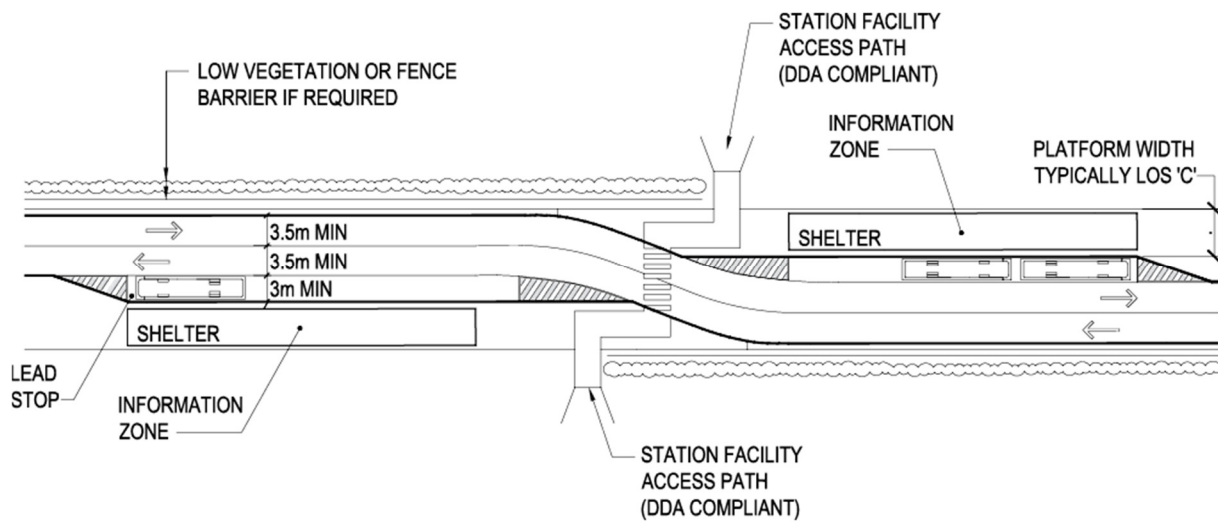 STATION FACILITY
ACCESS PATH
(DDA COMPLIANT)
LOW VEGETATION OR FENCE
BARRIER IF REQUIRED
INFORMATION
ZONE
PLATFORM WIDTH
TYPICALLY LOS 'C'
3.5m MIN
3.5m MIN
3m MIN
SHELTER
SHELTER
LEAD
STOP
INFORMATION
ZONE
STATION FACILITY
ACCESS PATH
(DDA COMPLIANT)